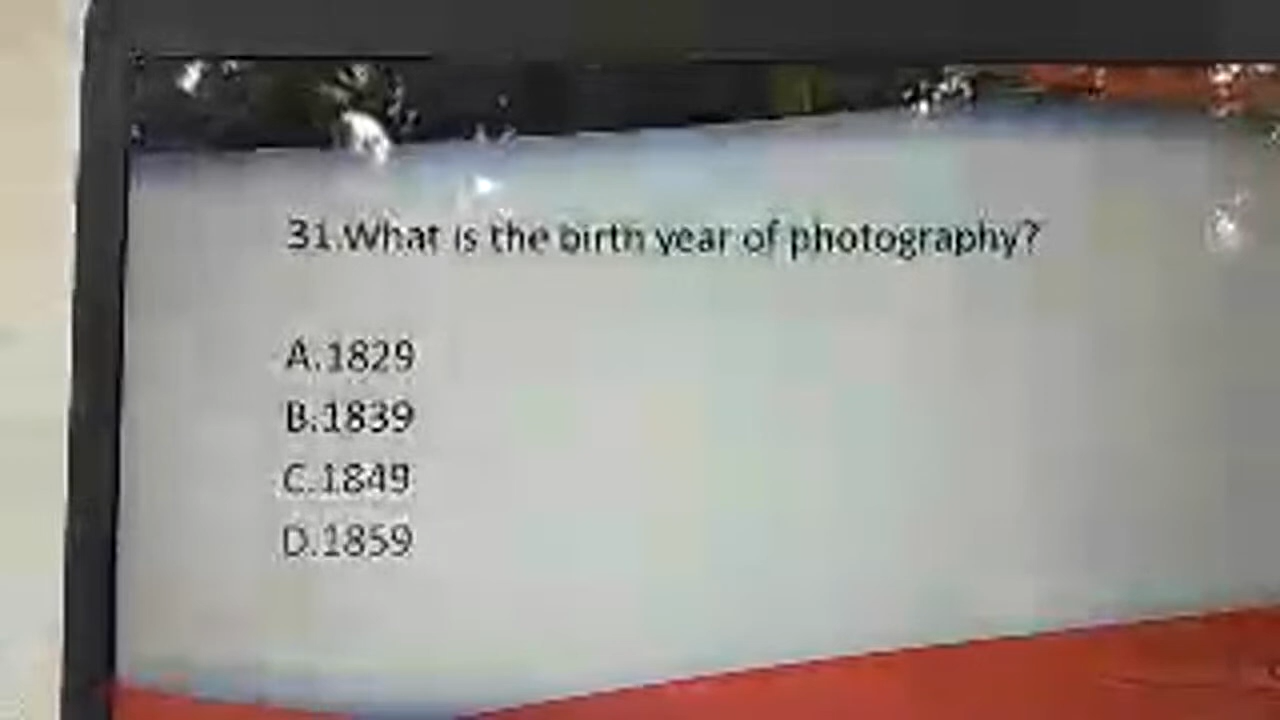 31.What is the birth year of photography?
A.1829
B.1839
C.1849
D.1859